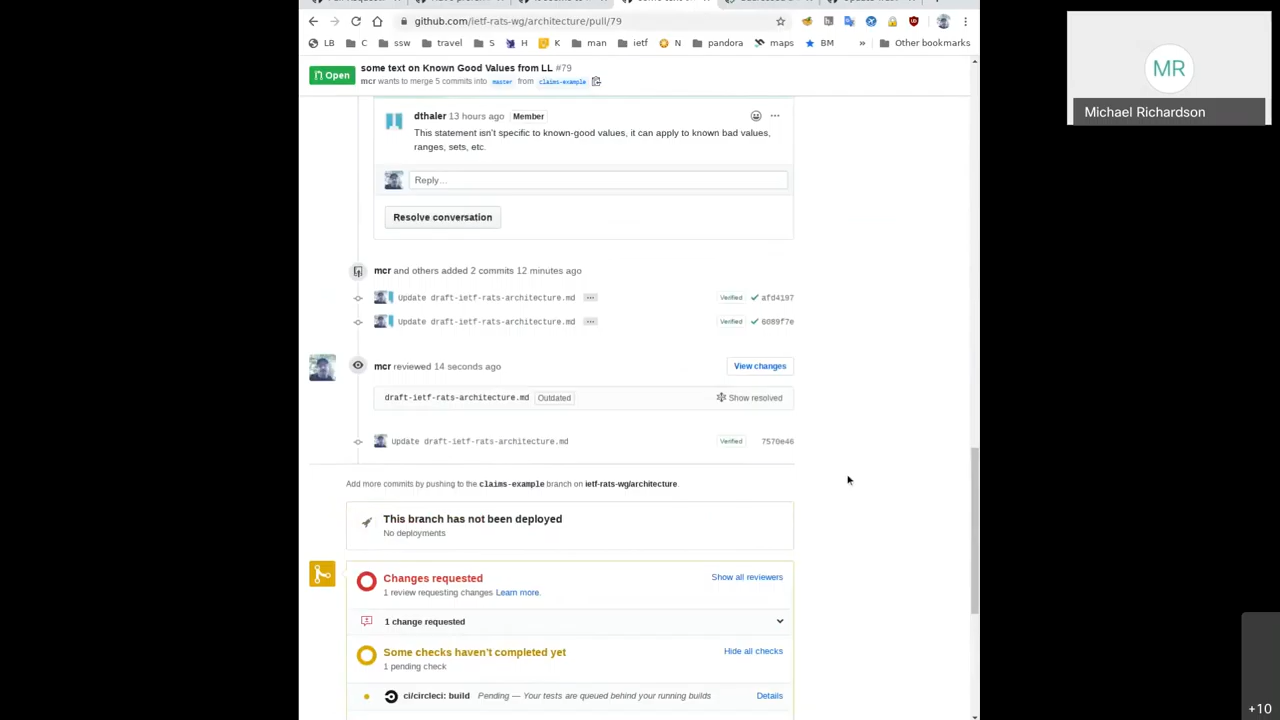 github.com/ietf-rats-wg/architecture/pull/79
LB C ssw travel S H K man ietf N pandora maps BM » Other bookmarks
Open
some text on Known Good Values from LL #79
mcr wants to merge 5 commits into master from claims-example
dthaler 13 hours ago Member
This statement isn't specific to known-good values, it can apply to known bad values,
ranges, sets, etc.
Reply...
Resolve conversation
mcr and others added 2 commits 12 minutes ago
Update draft-ietf-rats-architecture.md ... Verified afd4197
Update draft-ietf-rats-architecture.md ... Verified 6089f7e
mcr reviewed 14 seconds ago View changes
draft-ietf-rats-architecture.md Outdated Show resolved
Update draft-ietf-rats-architecture.md Verified 7570e46
Add more commits by pushing to the claims-example branch on ietf-rats-wg/architecture.
This branch has not been deployed
No deployments
Changes requested Show all reviewers
1 review requesting changes Learn more.
1 change requested
Some checks haven't completed yet Hide all checks
1 pending check
ci/circleci: build Pending — Your tests are queued behind your running builds Details
MR
Michael Richardson
+10